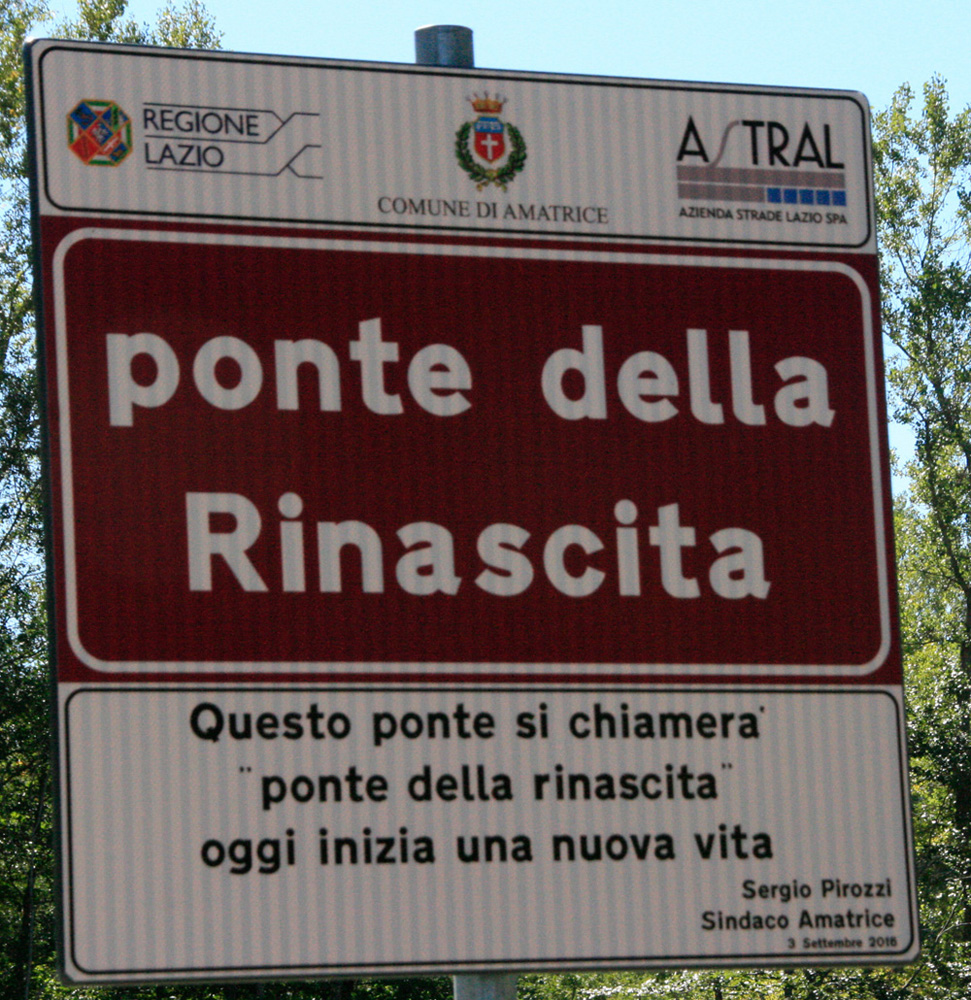 REGIONE
LAZIO
COMUNE DI AMATRICE
ASTRAL
AZIENDA STRADE LAZIO SPA
ponte della
Rinascita
Questo ponte si chiamera'
"ponte della rinascita"
oggi inizia una nuova vita
Sergio Pirozzi
Sindaco Amatrice
3 Settembre 2016